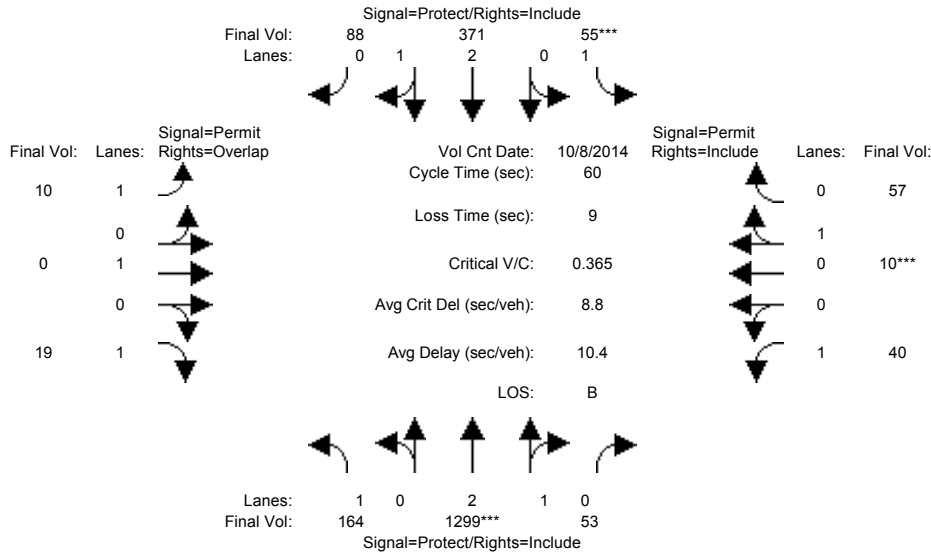 Signal=Protect/Rights=Include
Final Vol: 88 371 55***
Lanes: 0 1 2 0 1
Signal=Permit Signal=Permit
Final Vol: Lanes: Rights=Overlap Vol Cnt Date: 10/8/2014 Rights=Include Lanes: Final Vol:
Cycle Time (sec): 60
10 1 0 57
Loss Time (sec): 9
0 1
0 1 Critical V/C: 0.365 0 10***
0 Avg Crit Del (sec/veh): 8.8 0
19 1 Avg Delay (sec/veh): 10.4 1 40
LOS: B
Lanes: 1 0 2 1 0
Final Vol: 164 1299*** 53
Signal=Protect/Rights=Include